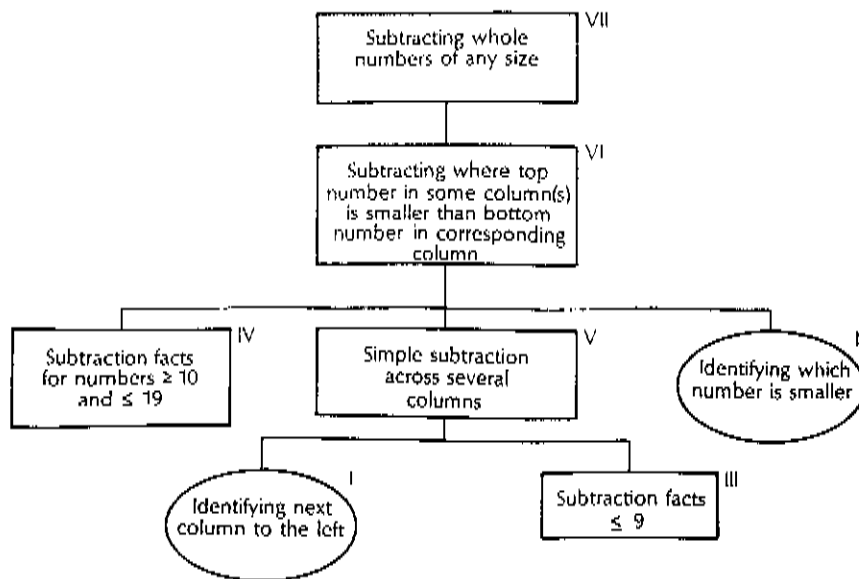 VII
Subtracting whole
numbers of any size
VI
Subtracting where top
number in some column(s)
is smaller than bottom
number in corresponding
column
IV
Subtraction facts
for numbers ≥ 10
and ≤ 19
V
Simple subtraction
across several
columns
Identifying which
number is smaller
I
Identifying next
column to the left
III
Subtraction facts
≤ 9